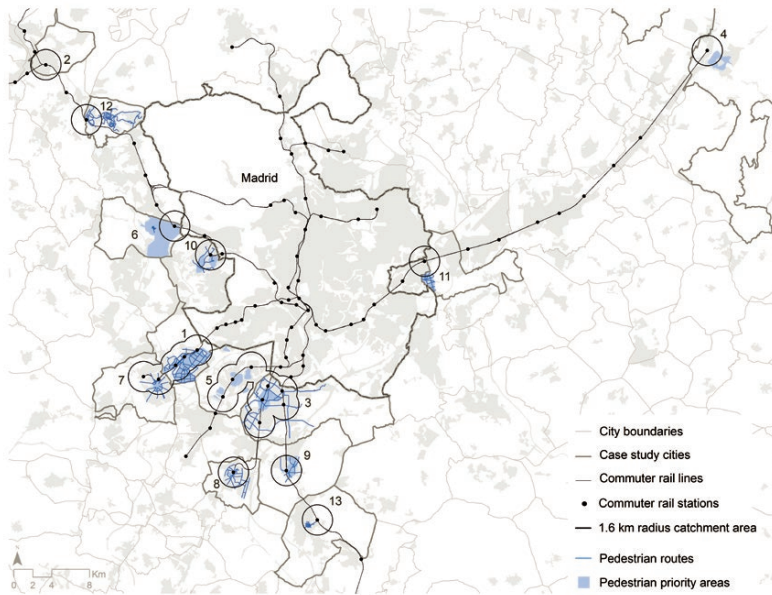 4
2
12
Madrid
6
10
11
1
7
5
3
9
8
13
City boundaries
Case study cities
Commuter rail lines
Commuter rail stations
1.6 km radius catchment area
Pedestrian routes
Pedestrian priority areas
Km
0 2 4 8